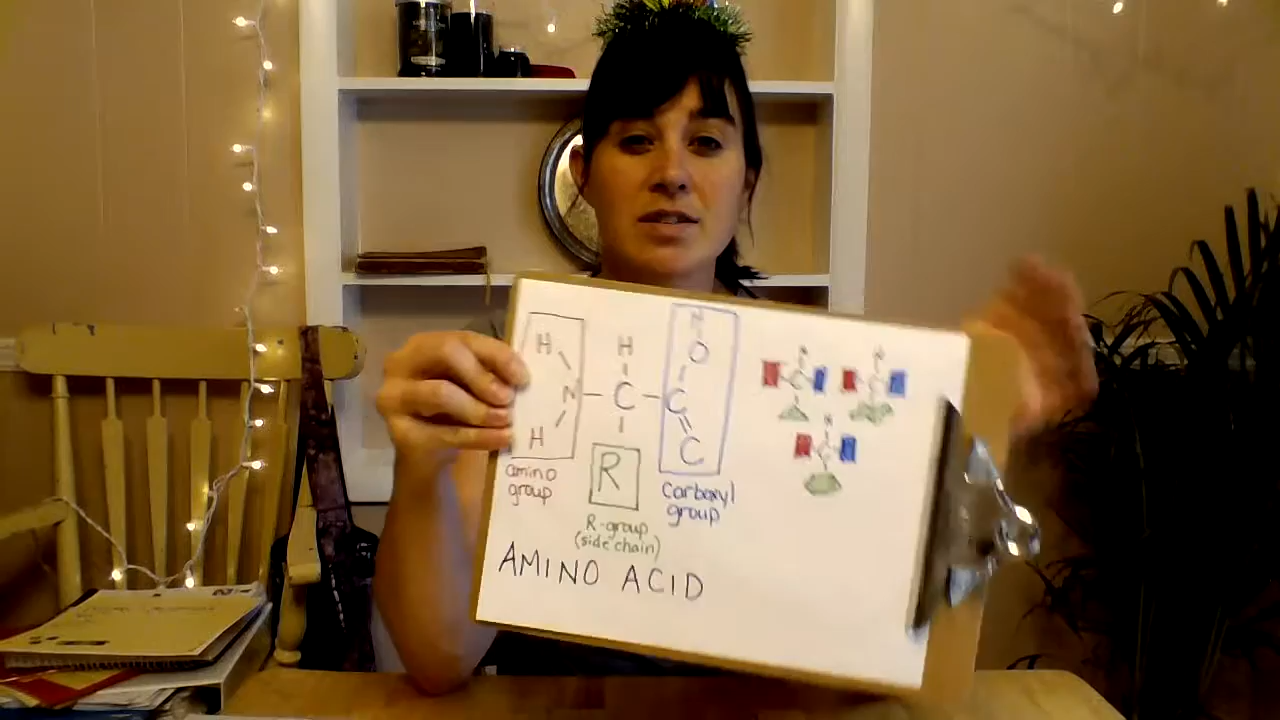 H
H
H
O
N
C
C
H
R
C
amino
group
R-group
(side chain)
Carboxyl
group
AMINO ACID